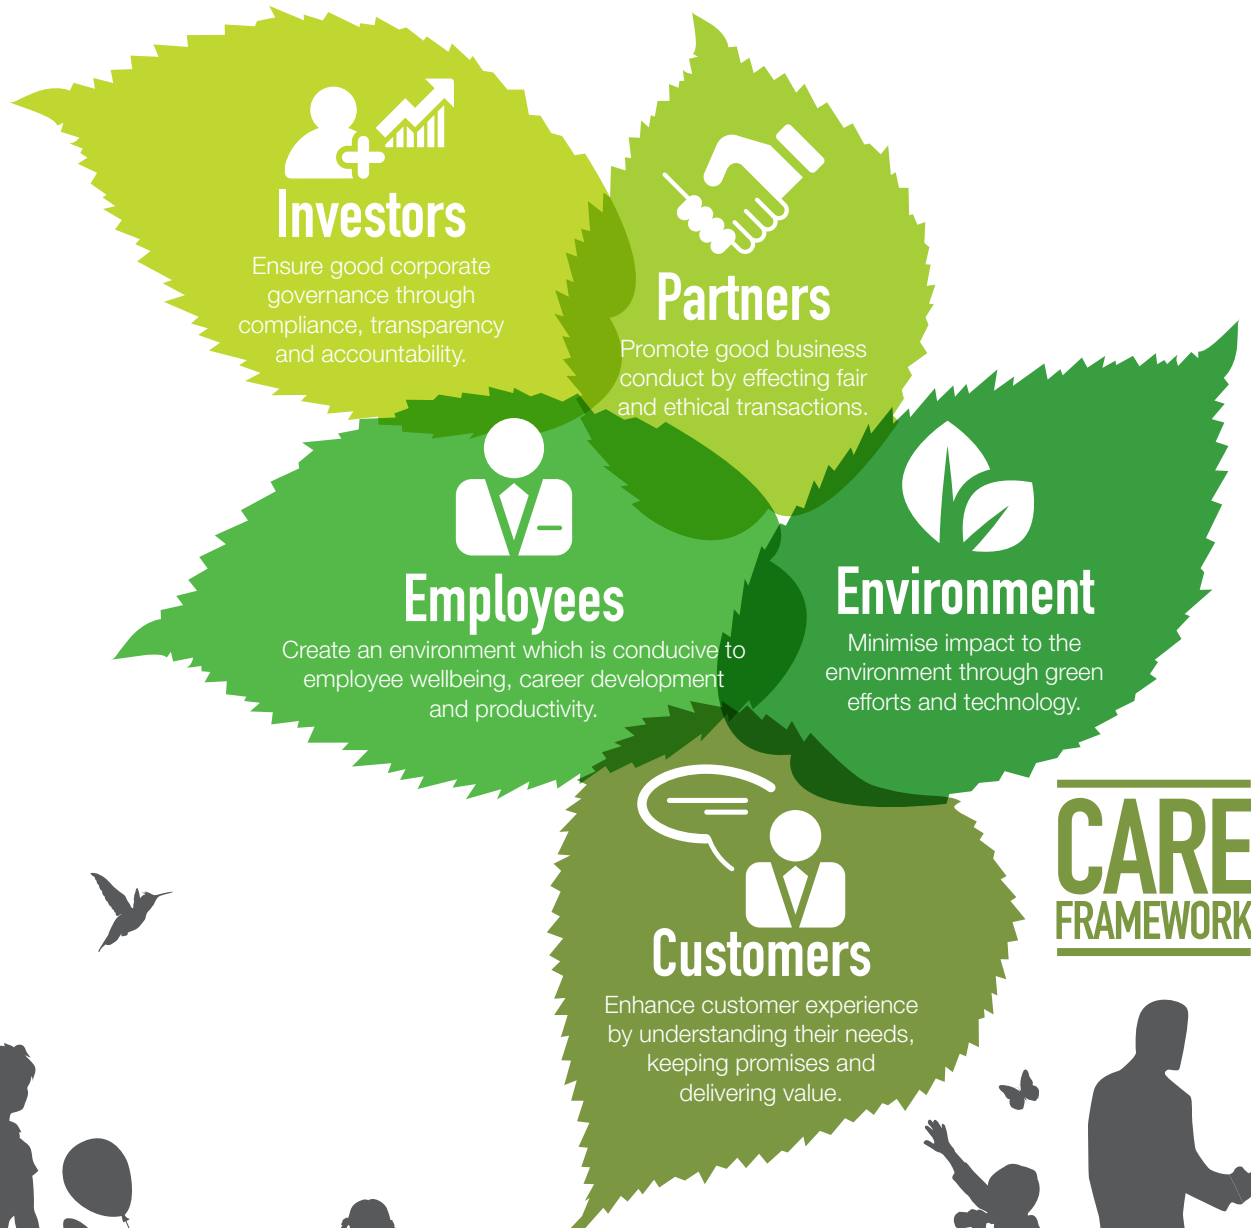 Investors
Ensure good corporate
governance through
compliance, transparency
and accountability.
Partners
Promote good business
conduct by effecting fair
and ethical transactions.
Employees
Create an environment which is conducive to
employee wellbeing, career development
and productivity.
Environment
Minimise impact to the
environment through green
efforts and technology.
Customers
Enhance customer experience
by understanding their needs,
keeping promises and
delivering value.
CARE
FRAMEWORK